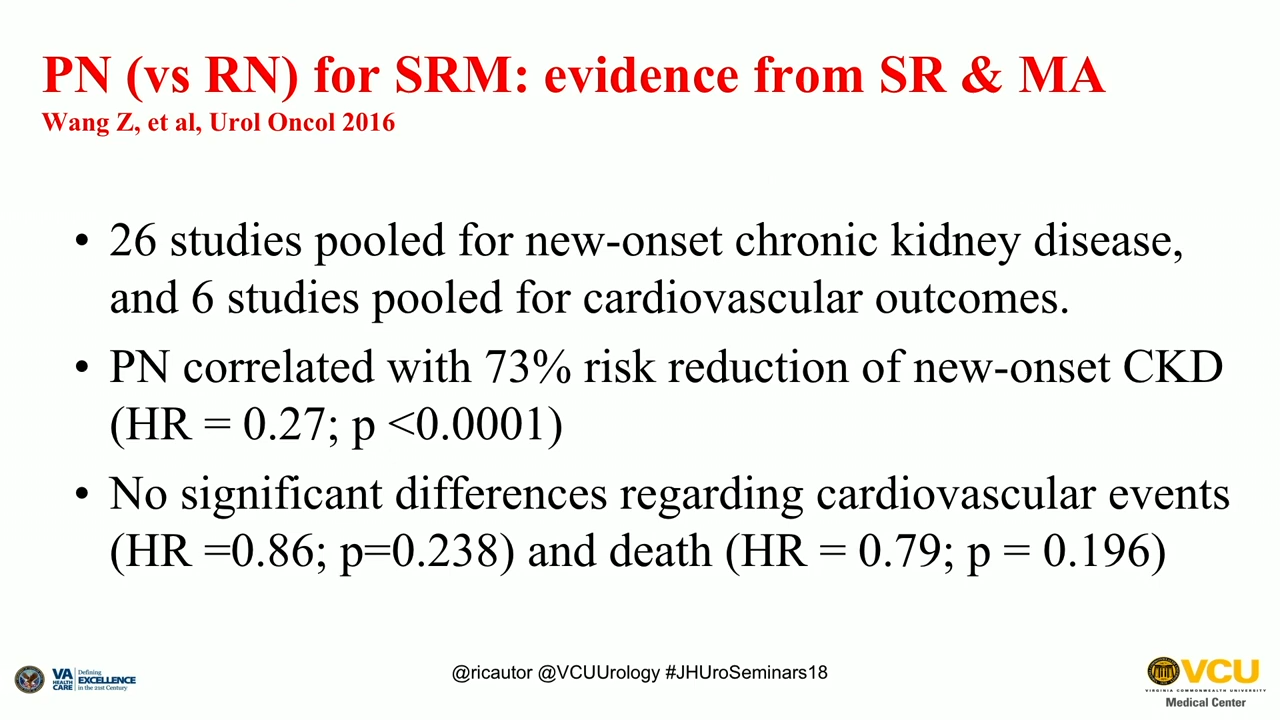 PN (vs RN) for SRM: evidence from SR & MA
Wang Z, et al, Urol Oncol 2016
• 26 studies pooled for new-onset chronic kidney disease,
and 6 studies pooled for cardiovascular outcomes.
• PN correlated with 73% risk reduction of new-onset CKD
(HR = 0.27; p <0.0001)
• No significant differences regarding cardiovascular events
(HR =0.86; p=0.238) and death (HR = 0.79; p = 0.196)
VA
HEALTH
CARE
Defining
EXCELLENCE
in the 21st Century
@ricautor @VCUUrology #JHUroSeminars18
VCU
VIRGINIA COMMONWEALTH UNIVERSITY
Medical Center